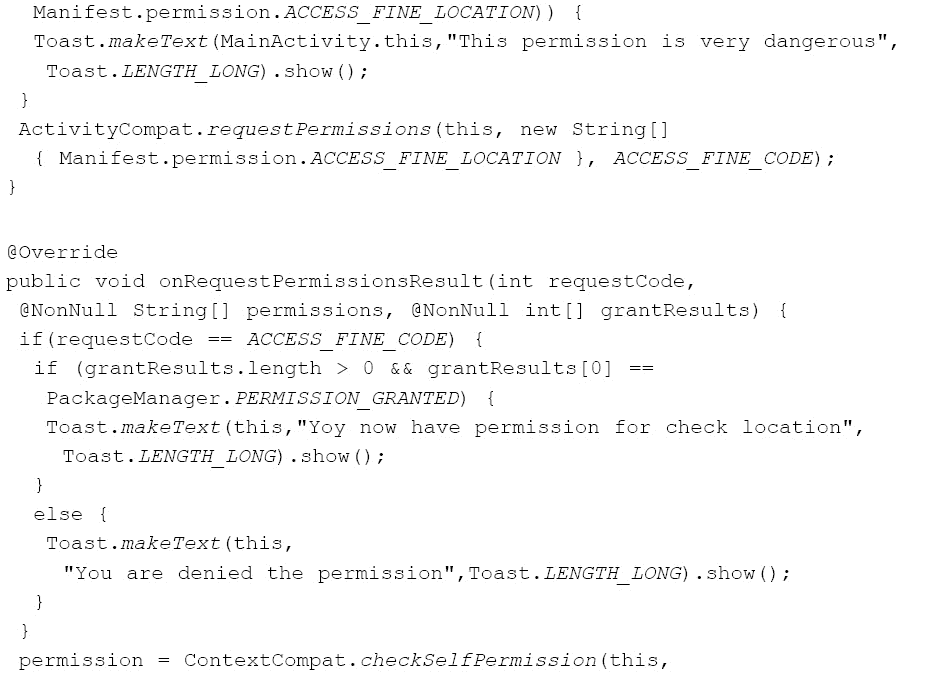 Manifest.permission.ACCESS_FINE_LOCATION)) {
Toast.makeText(MainActivity.this,"This permission is very dangerous",
Toast.LENGTH_LONG).show();
}
ActivityCompat.requestPermissions(this, new String[]
{ Manifest.permission.ACCESS_FINE_LOCATION }, ACCESS_FINE_CODE);
}
@Override
public void onRequestPermissionsResult(int requestCode,
@NonNull String[] permissions, @NonNull int[] grantResults) {
if(requestCode == ACCESS_FINE_CODE) {
if (grantResults.length > 0 && grantResults[0] ==
PackageManager.PERMISSION_GRANTED) {
Toast.makeText(this,"Yoy now have permission for check location",
Toast.LENGTH_LONG).show();
}
else {
Toast.makeText(this,
"You are denied the permission",Toast.LENGTH_LONG).show();
}
}
permission = ContextCompat.checkSelfPermission(this,